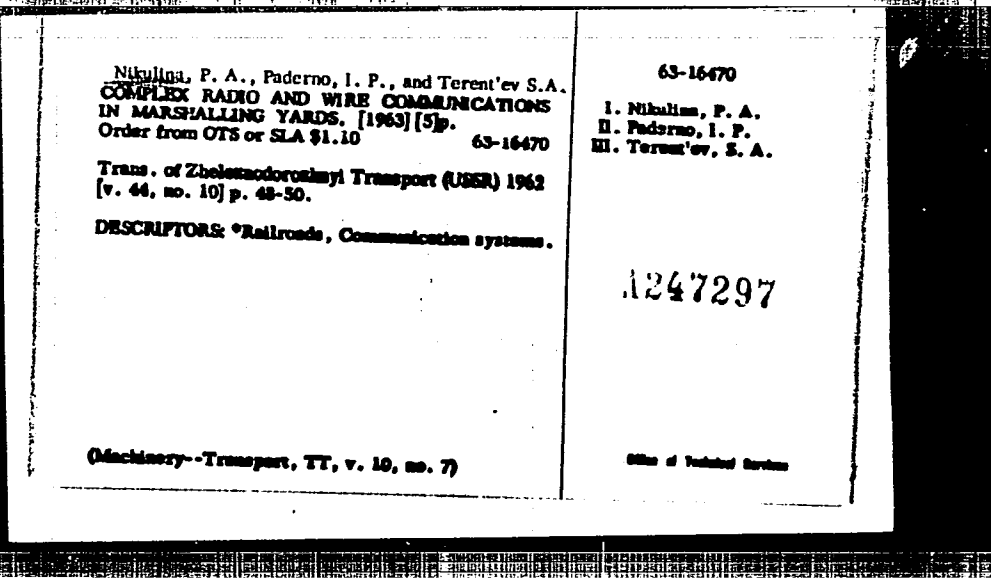 Nikulina, P. A., Paderno, I. P., and Terent'ev S.A.
COMPLEX RADIO AND WIRE COMMUNICATIONS
IN MARSHALLING YARDS. [1963] [5]p.
Order from OTS or SLA $1.10 63-16470
Trans. of Zheleznodorozhnyi Transport (USSR) 1962
[v. 44, no. 10] p. 48-50.
DESCRIPTORS: *Railroads, Communication systems.
(Machinery--Transport, TT, v. 10, no. 7)
63-16470
I. Nikulina, P. A.
II. Paderno, I. P.
III. Terent'ev, S. A.
A247297
Office of Technical Services